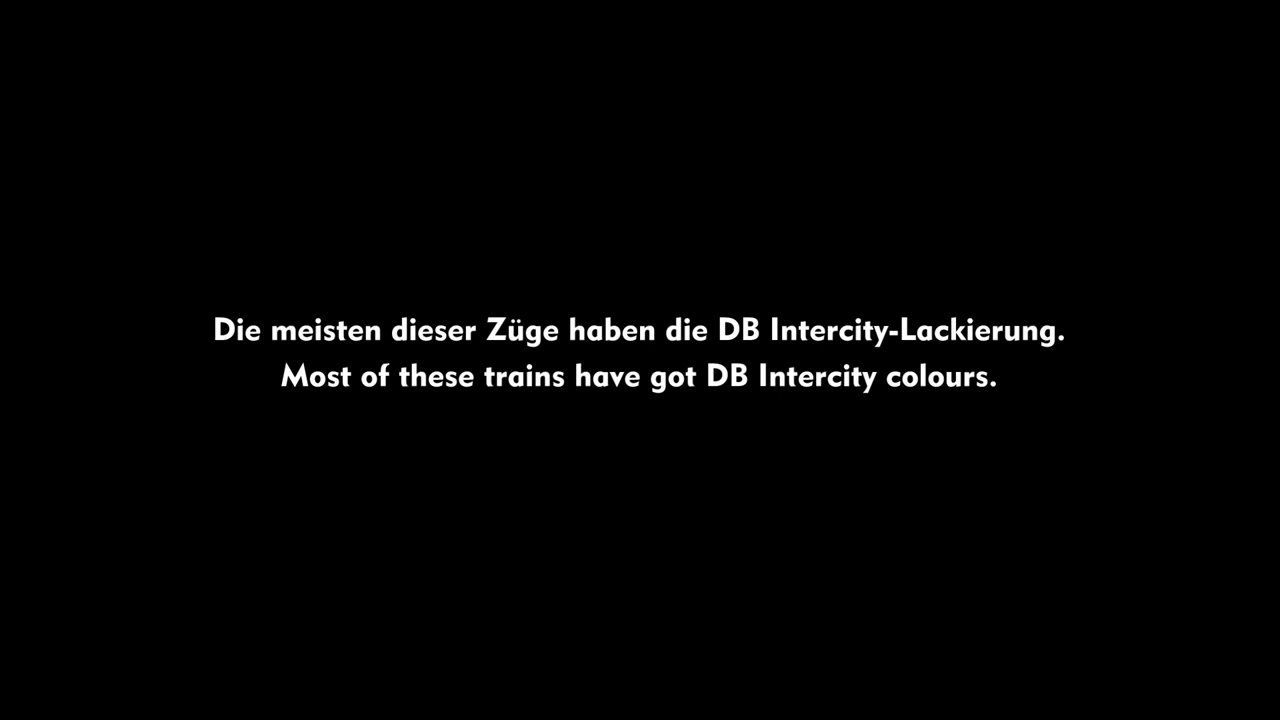 Die meisten dieser Züge haben die DB Intercity-Lackierung.
Most of these trains have got DB Intercity colours.